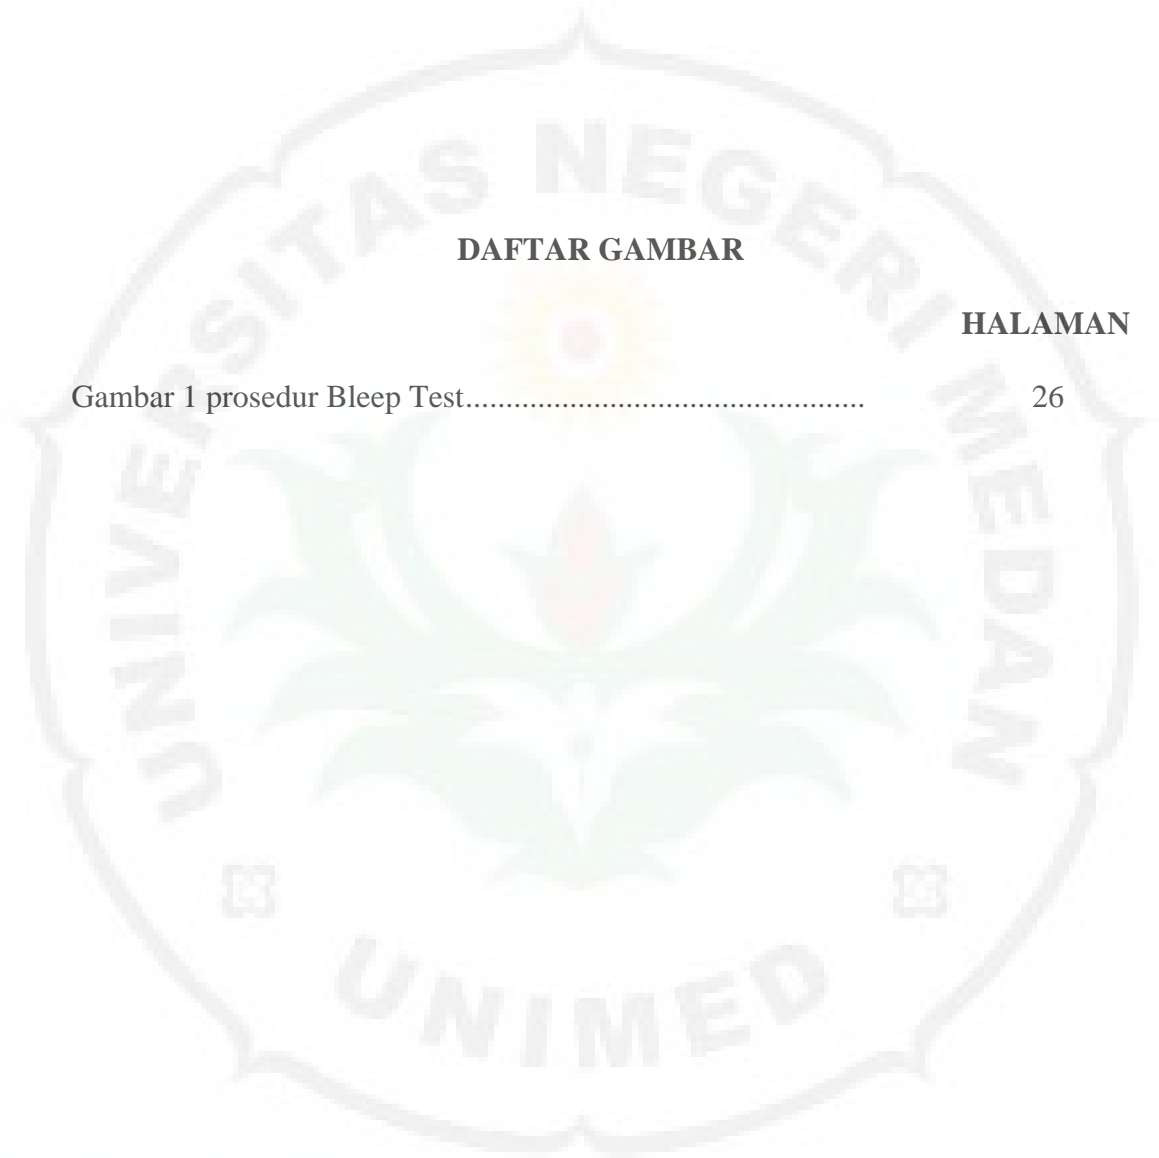 UNIVERSITAS NEGERI MEDAN
DAFTAR GAMBAR
HALAMAN
Gambar 1 prosedur Bleep Test................................................ 26
UNIMED